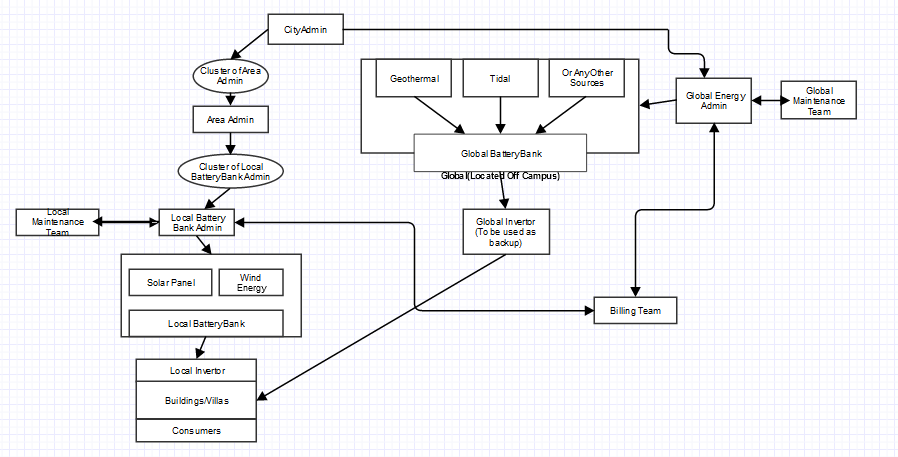 CityAdmin
Cluster of Area
Admin
Area Admin
Cluster of Local
BatteryBank Admin
Local
Maintenance
Team
Local Battery
Bank Admin
Solar Panel
Wind
Energy
Local BatteryBank
Local Invertor
Buildings/Villas
Consumers
Geothermal
Tidal
Or AnyOther
Sources
Global BatteryBank
Global(Located Off Campus)
Global Invertor
(To be used as
backup)
Global Energy
Admin
Global
Maintenance
Team
Billing Team